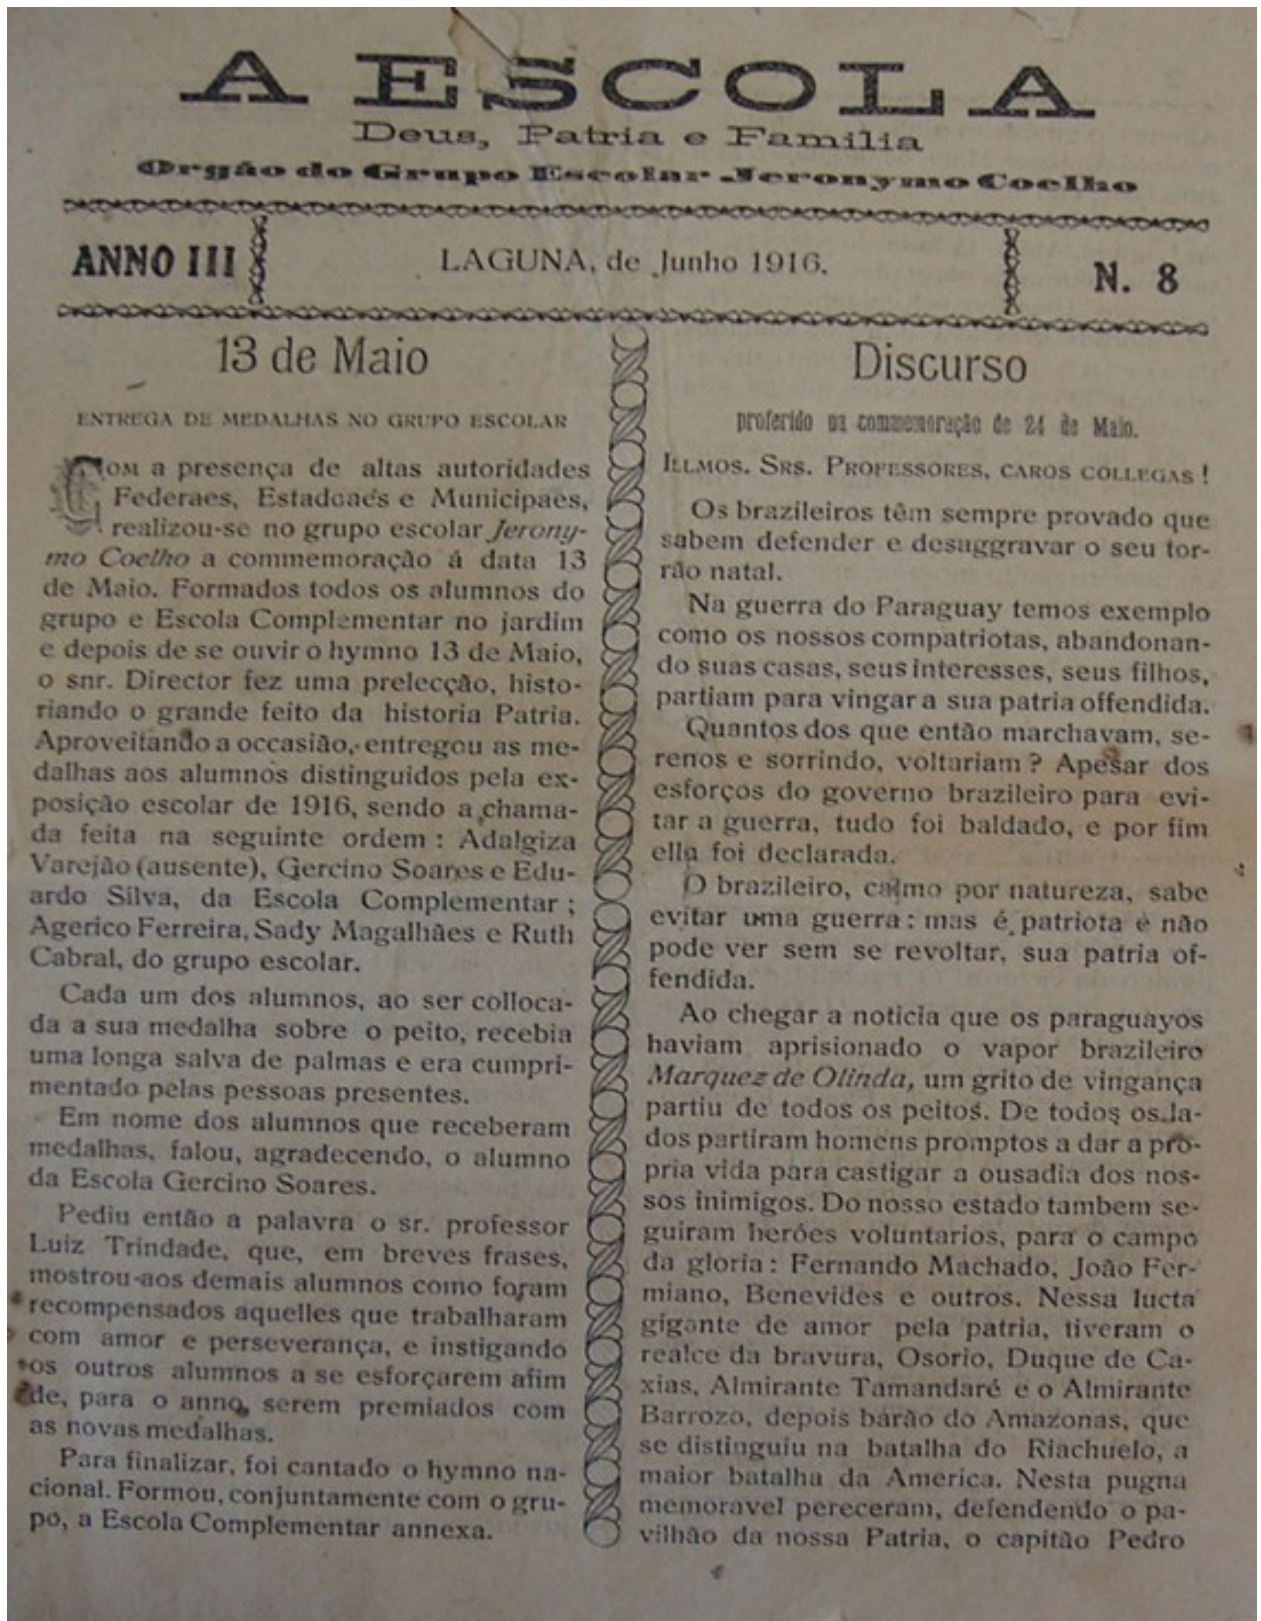 A ESCOLA
Deus, Patria e Familia
Orgão do Grupo Escolar Jeronymo Coelho
ANNO III
LAGUNA, de Junho 1916.
N. 8
13 de Maio
ENTREGA DE MEDALHAS NO GRUPO ESCOLAR
COM a presença de altas autoridades
Federaes, Estadoaes e Municipaes,
realizou-se no grupo escolar Jerony-
mo Coelho a commemoração á data 13
de Maio. Formados todos os alumnos do
grupo e Escola Complementar no jardim
e depois de se ouvir o hymno 13 de Maio,
o snr. Director fez uma prelecção, histo-
riando o grande feito da historia Patria.
Aproveitando a occasião, entregou as me-
dalhas aos alumnos distinguidos pela ex-
posição escolar de 1916, sendo a chama-
da feita na seguinte ordem : Adalgiza
Varejão (ausente), Gercino Soares e Edu-
ardo Silva, da Escola Complementar ;
Agerico Ferreira, Sady Magalhães e Ruth
Cabral, do grupo escolar.
Cada um dos alumnos, ao ser colloca-
da a sua medalha sobre o peito, recebia
uma longa salva de palmas e era cumpri-
mentado pelas pessoas presentes.
Em nome dos alumnos que receberam
medalhas, falou, agradecendo, o alumno
da Escola Gercino Soares.
Pediu então a palavra o sr. professor
Luiz Trindade, que, em breves frases,
mostrou-aos demais alumnos como foram
recompensados aquelles que trabalharam
com amor e perseverança, e instigando
os outros alumnos a se esforçarem afim
de, para o anno, serem premiados com
as novas medalhas.
Para finalizar, foi cantado o hymno na-
cional. Formou, conjuntamente com o gru-
po, a Escola Complementar annexa.
Discurso
proferido na commemoração de 24 de Maio.
ILLMOS. SRS. PROFESSORES, CAROS COLLEGAS !
Os brazileiros têm sempre provado que
sabem defender e desaggravar o seu tor-
rão natal.
Na guerra do Paraguay temos exemplo
como os nossos compatriotas, abandonan-
do suas casas, seus interesses, seus filhos,
partiam para vingar a sua patria offendida.
Quantos dos que então marchavam, se-
renos e sorrindo, voltariam ? Apesar dos
esforços do governo brazileiro para evi-
tar a guerra, tudo foi baldado, e por fim
ella foi declarada.
O brazileiro, calmo por natureza, sabe
evitar uma guerra : mas é patriota e não
pode ver sem se revoltar, sua patria of-
fendida.
Ao chegar a noticia que os paraguayos
haviam aprisionado o vapor brazileiro
Marquez de Olinda, um grito de vingança
partiu de todos os peitos. De todos os la-
dos partiram homens promptos a dar a pro-
pria vida para castigar a ousadia dos nos-
sos inimigos. Do nosso estado tambem se-
guiram heróes voluntarios, para o campo
da gloria : Fernando Machado, João Fer-
miano, Benevides e outros. Nessa lucta
gigante de amor pela patria, tiveram o
realce da bravura, Osorio, Duque de Ca-
xias, Almirante Tamandaré e o Almirante
Barrozo, depois barão do Amazonas, que
se distinguiu na batalha do Riachuelo, a
maior batalha da America. Nesta pugna
memoravel pereceram, defendendo o pa-
vilhão da nossa Patria, o capitão Pedro